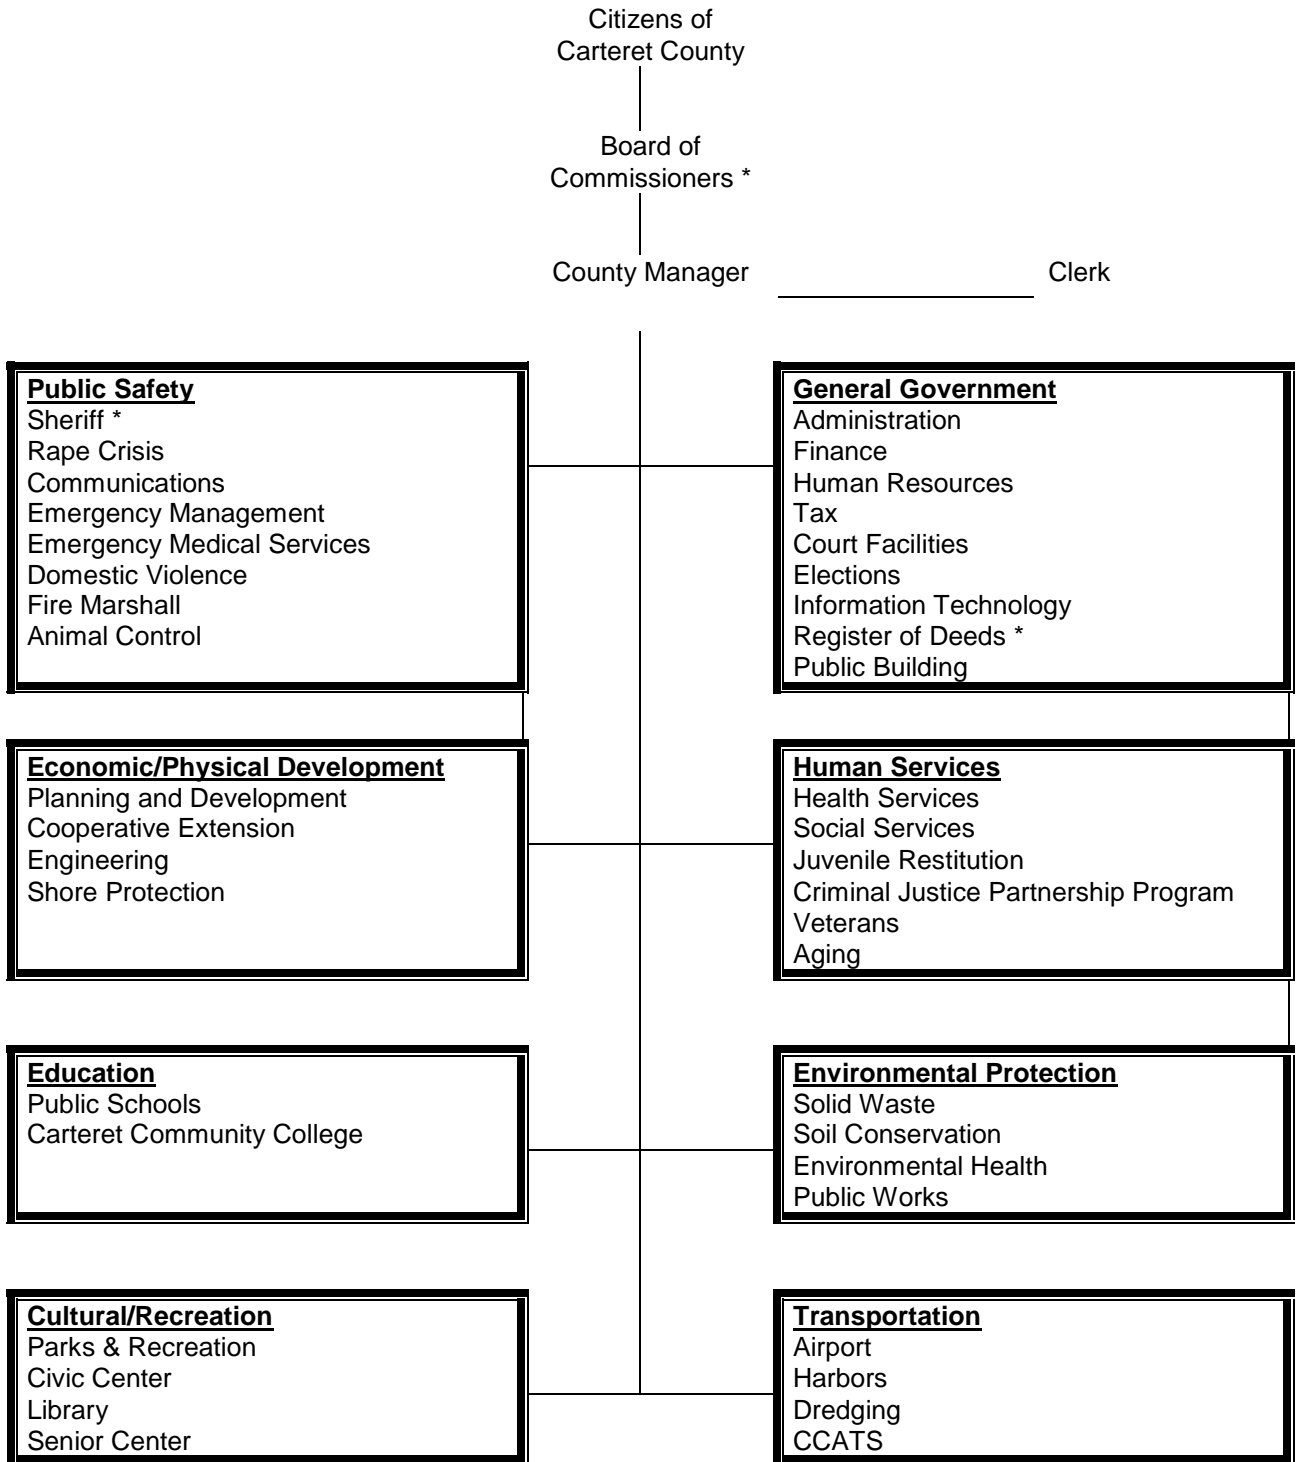 Citizens of
Carteret County
Board of
Commissioners *
County Manager
Clerk
Public Safety
Sheriff *
Rape Crisis
Communications
Emergency Management
Emergency Medical Services
Domestic Violence
Fire Marshall
Animal Control
General Government
Administration
Finance
Human Resources
Tax
Court Facilities
Elections
Information Technology
Register of Deeds *
Public Building
Economic/Physical Development
Planning and Development
Cooperative Extension
Engineering
Shore Protection
Human Services
Health Services
Social Services
Juvenile Restitution
Criminal Justice Partnership Program
Veterans
Aging
Education
Public Schools
Carteret Community College
Environmental Protection
Solid Waste
Soil Conservation
Environmental Health
Public Works
Cultural/Recreation
Parks & Recreation
Civic Center
Library
Senior Center
Transportation
Airport
Harbors
Dredging
CCATS